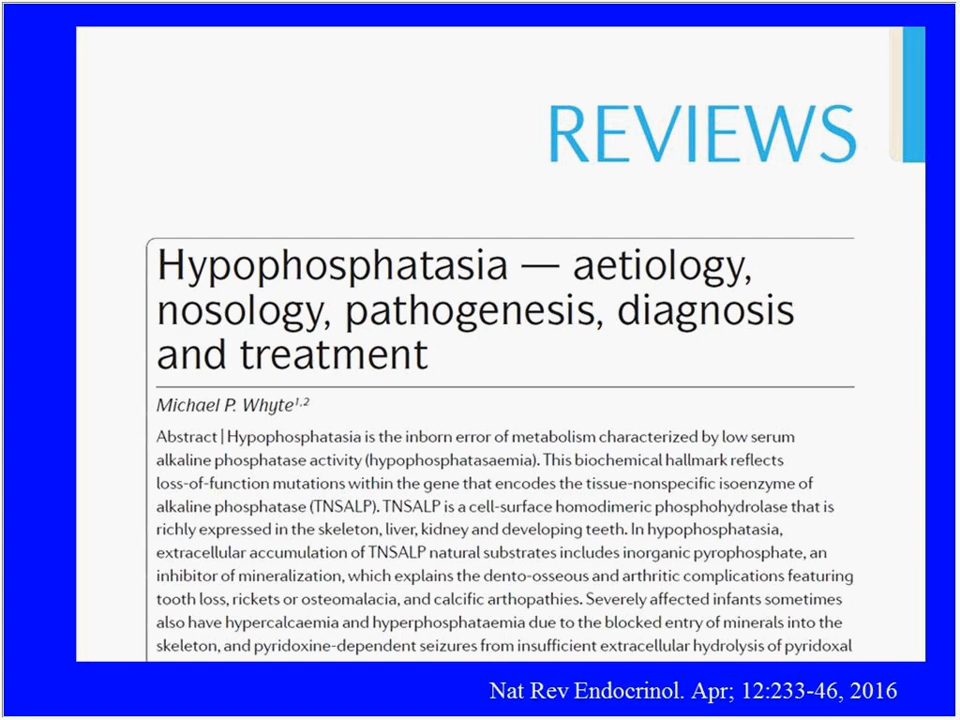 REVIEWS
Hypophosphatasia — aetiology,
nosology, pathogenesis, diagnosis
and treatment
Michael P. Whyte1,2
Abstract | Hypophosphatasia is the inborn error of metabolism characterized by low serum
alkaline phosphatase activity (hypophosphatasaemia). This biochemical hallmark reflects
loss-of-function mutations within the gene that encodes the tissue-nonspecific isoenzyme of
alkaline phosphatase (TNSALP). TNSALP is a cell-surface homodimeric phosphohydrolase that is
richly expressed in the skeleton, liver, kidney and developing teeth. In hypophosphatasia,
extracellular accumulation of TNSALP natural substrates includes inorganic pyrophosphate, an
inhibitor of mineralization, which explains the dento-osseous and arthritic complications featuring
tooth loss, rickets or osteomalacia, and calcific arthopathies. Severely affected infants sometimes
also have hypercalcaemia and hyperphosphataemia due to the blocked entry of minerals into the
skeleton, and pyridoxine-dependent seizures from insufficient extracellular hydrolysis of pyridoxal
Nat Rev Endocrinol. Apr; 12:233-46, 2016